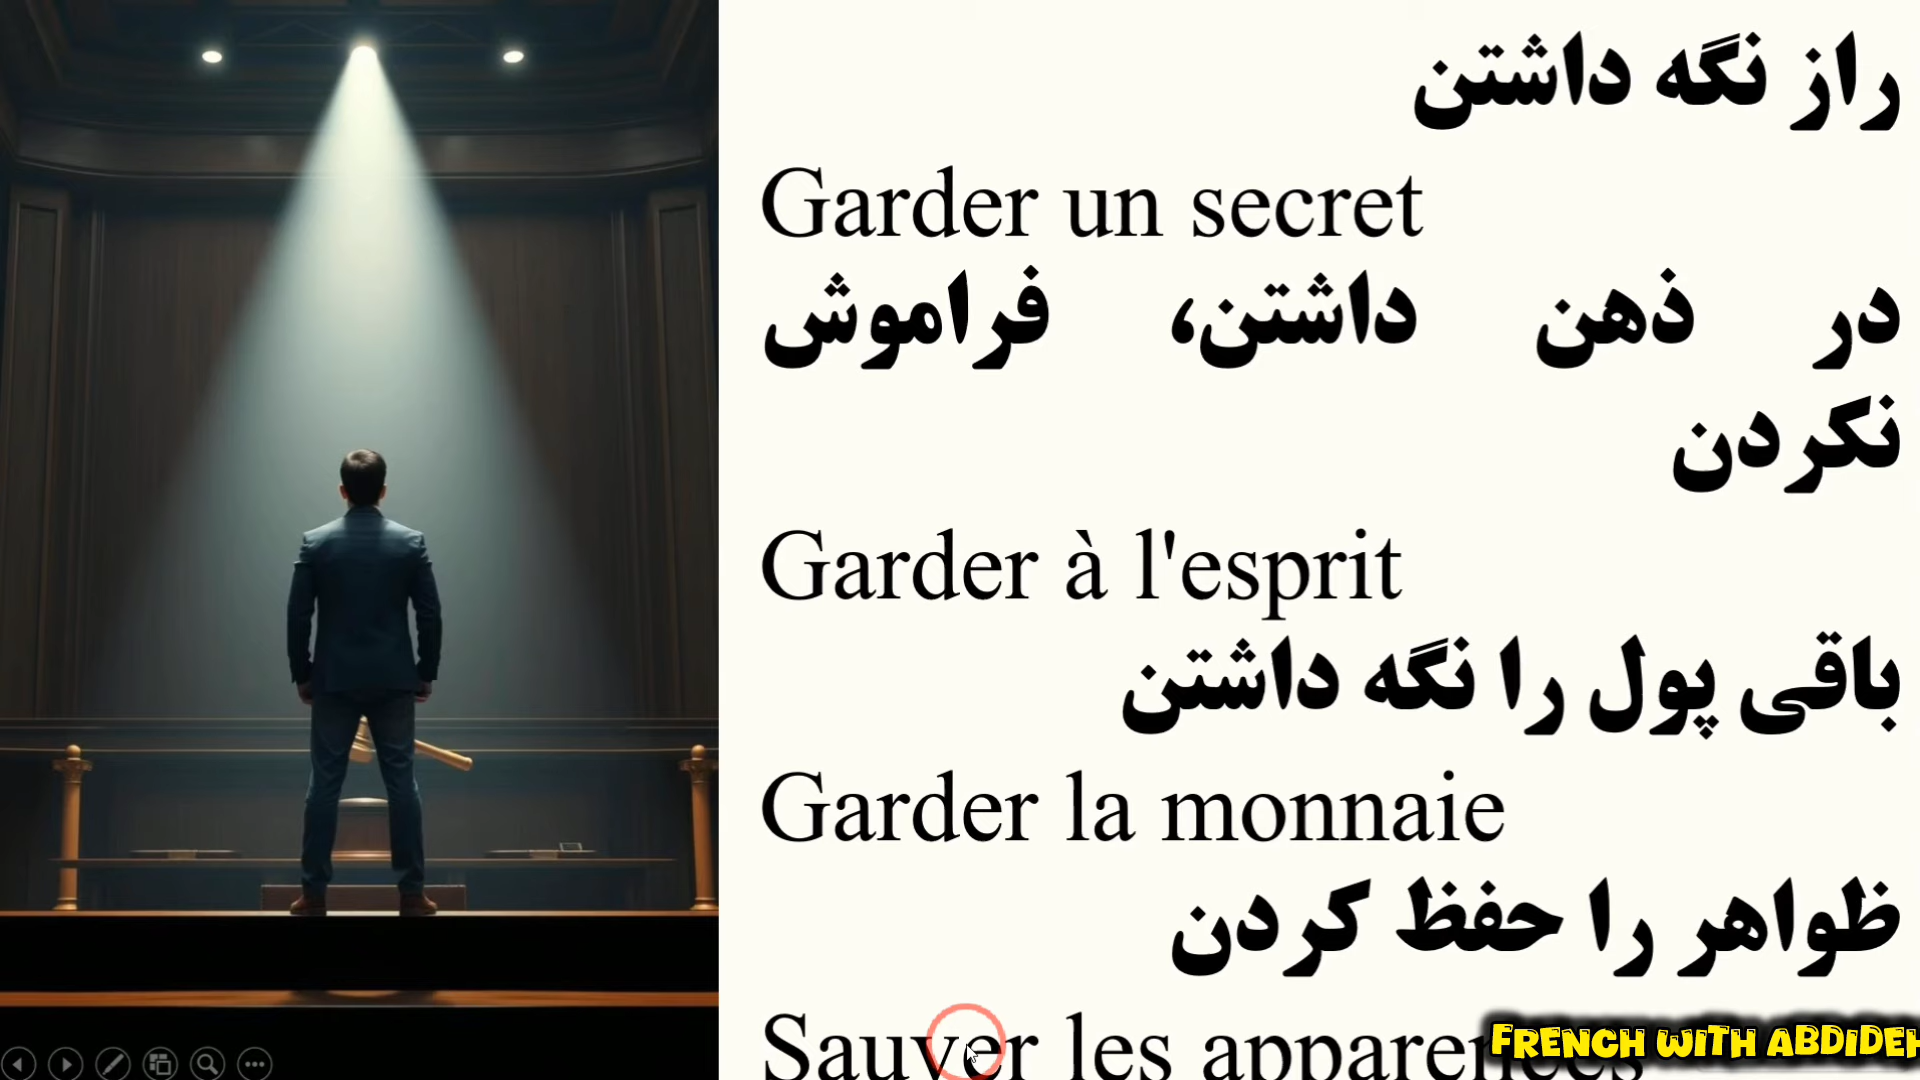 راز نگه داشتن
Garder un secret
در ذهن داشتن، فراموش
نکردن
Garder à l'esprit
باقی پول را نگه داشتن
Garder la monnaie
ظواهر را حفظ کردن
Sauver les apparences
FRENCH WITH ABDIDEH